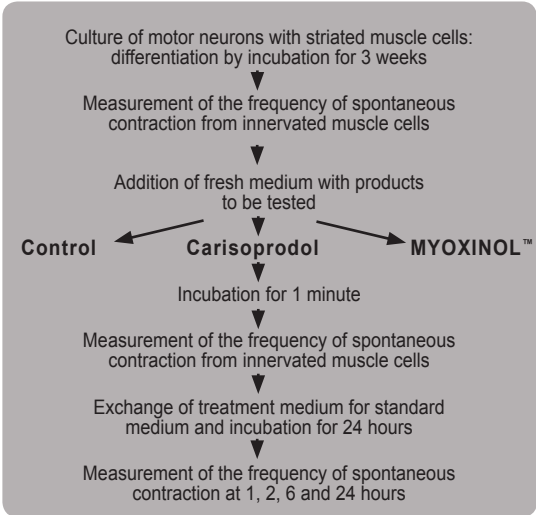 Culture of motor neurons with striated muscle cells:
differentiation by incubation for 3 weeks
Measurement of the frequency of spontaneous
contraction from innervated muscle cells
Addition of fresh medium with products
to be tested
Control Carisoprodol MYOXINOL™
Incubation for 1 minute
Measurement of the frequency of spontaneous
contraction from innervated muscle cells
Exchange of treatment medium for standard
medium and incubation for 24 hours
Measurement of the frequency of spontaneous
contraction at 1, 2, 6 and 24 hours